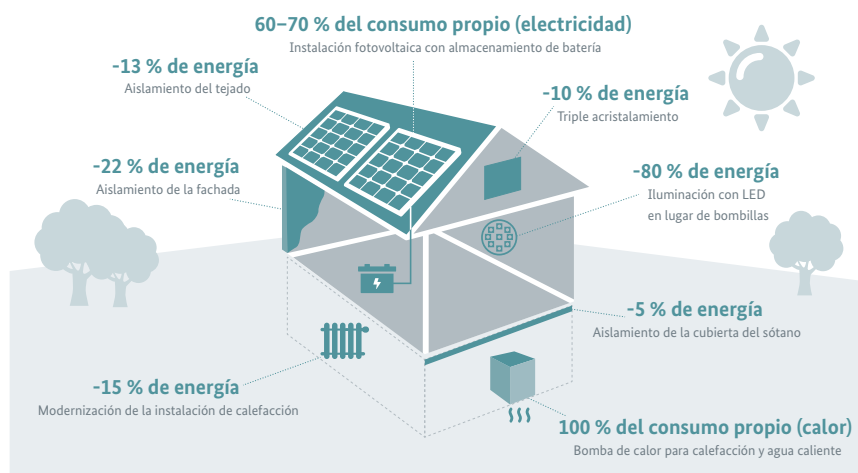 60–70 % del consumo propio (electricidad)
Instalación fotovoltaica con almacenamiento de batería
-13 % de energía
Aislamiento del tejado
-10 % de energía
Triple acristalamiento
-22 % de energía
Aislamiento de la fachada
-80 % de energía
Iluminación con LED
en lugar de bombillas
-5 % de energía
Aislamiento de la cubierta del sótano
-15 % de energía
Modernización de la instalación de calefacción
100 % del consumo propio (calor)
Bomba de calor para calefacción y agua caliente